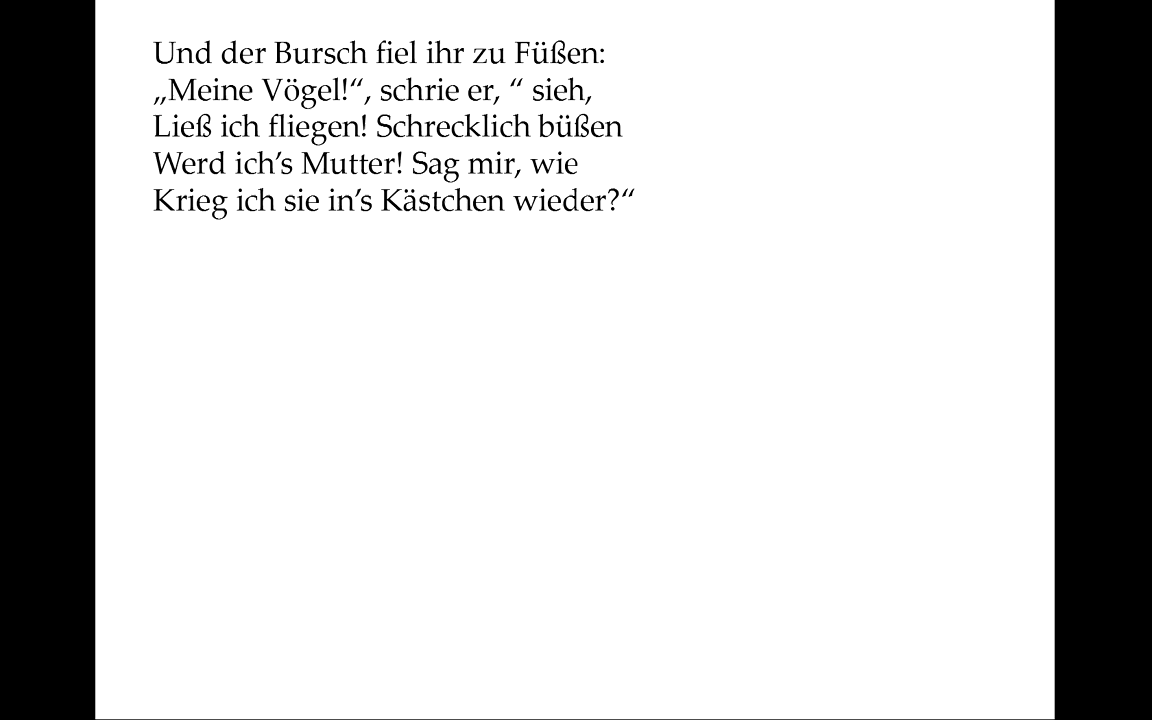 Und der Bursch fiel ihr zu Füßen:
„Meine Vögel!“, schrie er, “ sieh,
Ließ ich fliegen! Schrecklich büßen
Werd ich’s Mutter! Sag mir, wie
Krieg ich sie in’s Kästchen wieder?“